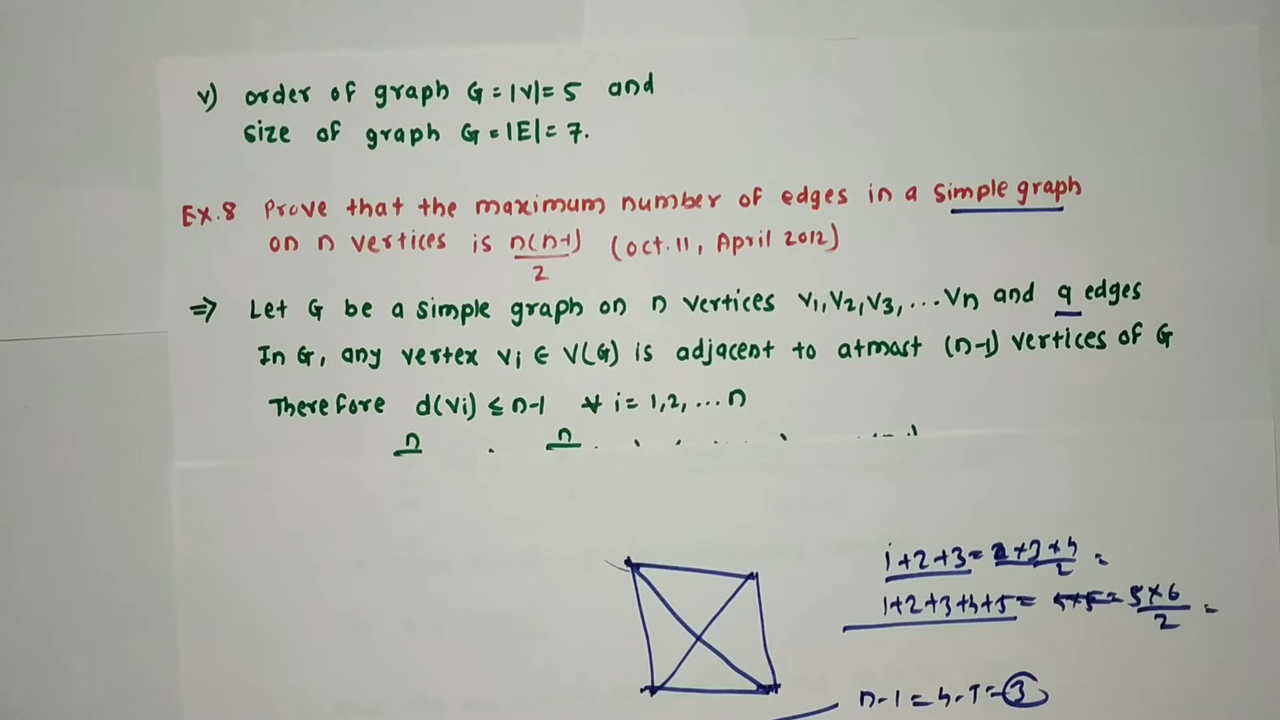 v) order of graph G = |V| = 5 and
size of graph G = |E| = 7.
Ex.8 Prove that the maximum number of edges in a simple graph
on n vertices is n(n-1)/2 (oct.11, April 2012)
⇒ Let G be a simple graph on n vertices v1, v2, v3, ... vn and q edges
In G, any vertex vi ∈ V(G) is adjacent to atmost (n-1) vertices of G
Therefore d(vi) ≤ n-1 ∀ i = 1, 2, ... n
n n
1+2+3 = 3×4/2 =
1+2+3+4+5 = 5×6/2 =
n-1 = 4-1 = 3